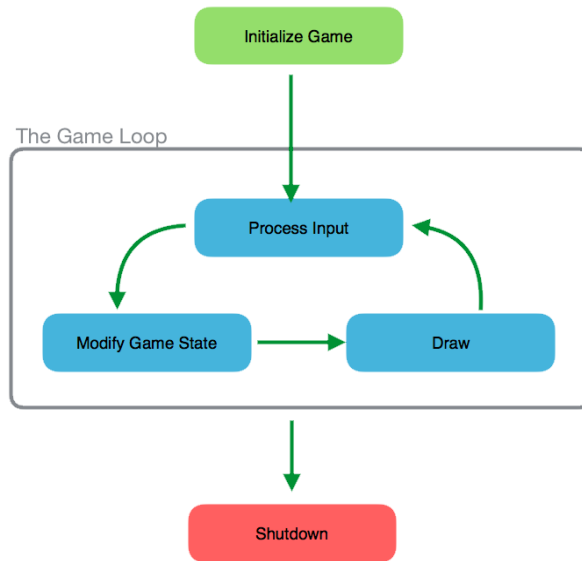 Initialize Game
The Game Loop
Process Input
Modify Game State
Draw
Shutdown